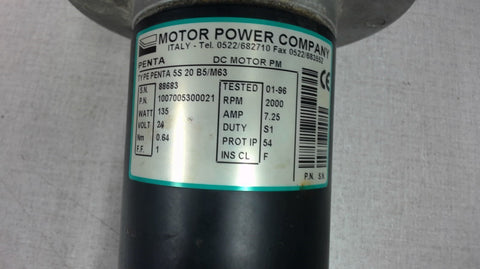 MOTOR POWER COMPANY
ITALY - Tel. 0522/682710 Fax 0522/682652
PENTA DC MOTOR PM
TYPE PENTA 5S 20 B5/M63
S.N. 88683 TESTED 01-96
P.N. 1007005300021 RPM 2000
WATT 135 AMP 7.25
VOLT 24 DUTY S1
Nm 0.64 PROT IP 54
F.F. 1 INS CL F
CE
P.N. S.N.